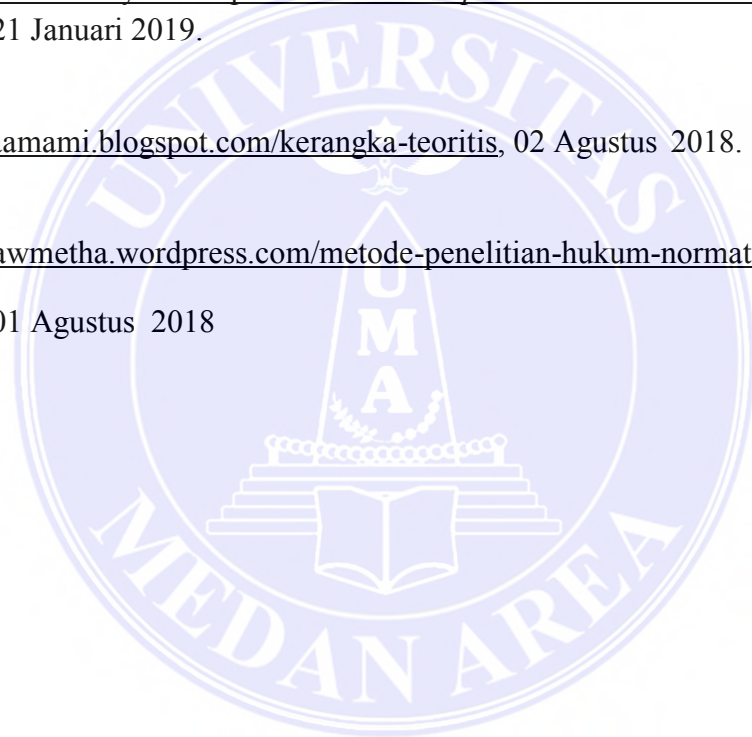 21 Januari 2019.
amami.blogspot.com/kerangka-teoritis, 02 Agustus 2018.
awmetha.wordpress.com/metode-penelitian-hukum-normat
01 Agustus 2018
UNIVERSITAS
UMA
MEDAN AREA